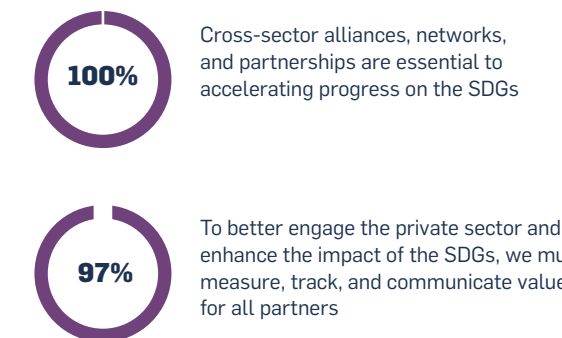 100%
Cross-sector alliances, networks,
and partnerships are essential to
accelerating progress on the SDGs
97%
To better engage the private sector and
enhance the impact of the SDGs, we mu
measure, track, and communicate value
for all partners